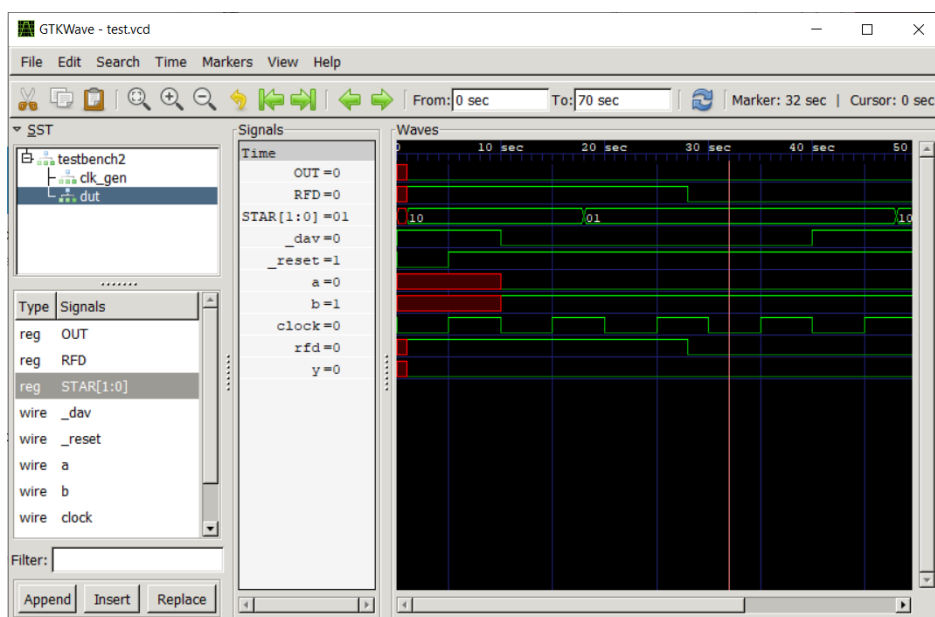 GTKWave - test.vcd
File Edit Search Time Markers View Help
From: 0 sec To: 70 sec Marker: 32 sec | Cursor: 0 sec
SST
testbench2
clk_gen
dut
Type Signals
reg OUT
reg RFD
reg STAR[1:0]
wire _dav
wire _reset
wire a
wire b
wire clock
Filter:
Append Insert Replace
Signals
Time
OUT =0
RFD =0
STAR[1:0] =01
_dav =0
_reset =1
a =0
b =1
clock =0
rfd =0
y =0
Waves
0 10 sec 20 sec 30 sec 40 sec 50
10 01 10